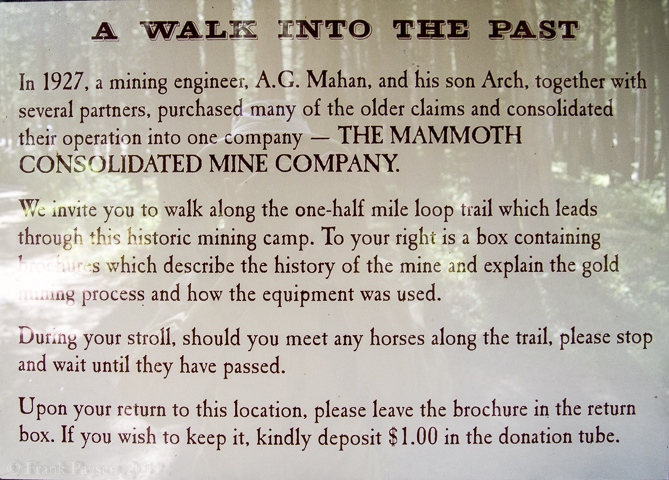 A WALK INTO THE PAST
In 1927, a mining engineer, A.G. Mahan, and his son Arch, together with
several partners, purchased many of the older claims and consolidated
their operation into one company — THE MAMMOTH
CONSOLIDATED MINE COMPANY.
We invite you to walk along the one-half mile loop trail which leads
through this historic mining camp. To your right is a box containing
brochures which describe the history of the mine and explain the gold
mining process and how the equipment was used.
During your stroll, should you meet any horses along the trail, please stop
and wait until they have passed.
Upon your return to this location, please leave the brochure in the return
box. If you wish to keep it, kindly deposit $1.00 in the donation tube.